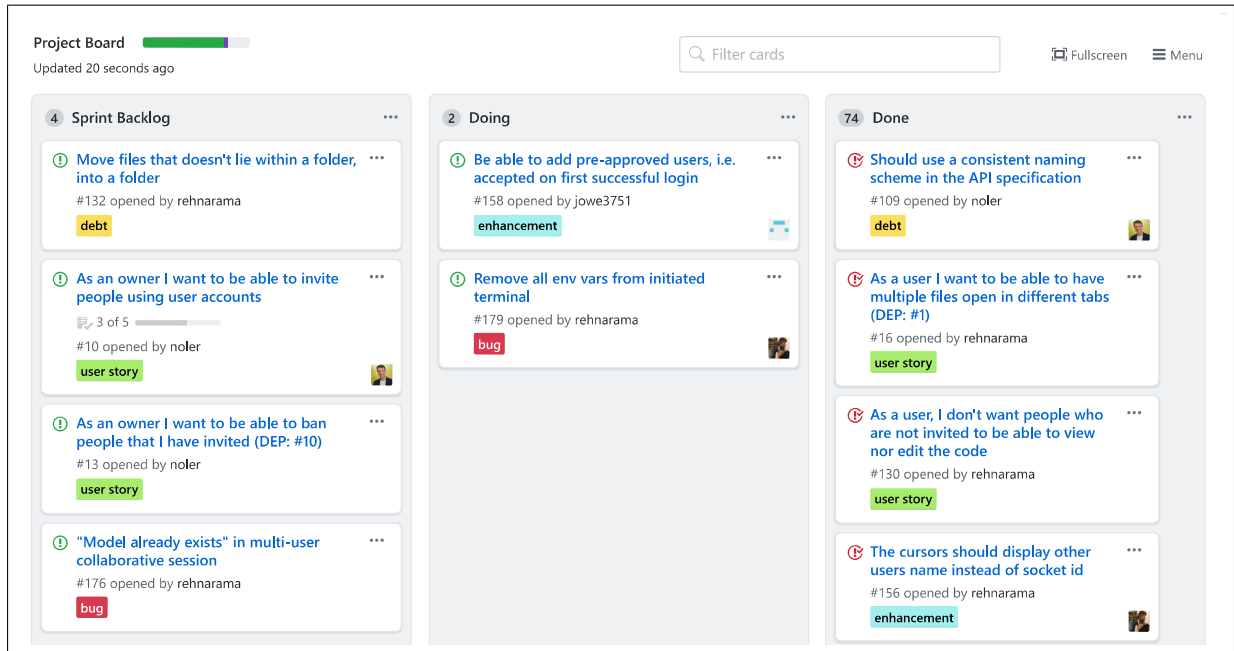 Project Board
Updated 20 seconds ago
Filter cards
Fullscreen
Menu
4 Sprint Backlog
Move files that doesn't lie within a folder,
into a folder
#132 opened by rehnarama
debt
As an owner I want to be able to invite
people using user accounts
3 of 5
#10 opened by noler
user story
As an owner I want to be able to ban
people that I have invited (DEP: #10)
#13 opened by noler
user story
"Model already exists" in multi-user
collaborative session
#176 opened by rehnarama
bug
2 Doing
Be able to add pre-approved users, i.e.
accepted on first successful login
#158 opened by jowe3751
enhancement
Remove all env vars from initiated
terminal
#179 opened by rehnarama
bug
74 Done
Should use a consistent naming
scheme in the API specification
#109 opened by noler
debt
As a user I want to be able to have
multiple files open in different tabs
(DEP: #1)
#16 opened by rehnarama
user story
As a user, I don't want people who
are not invited to be able to view
nor edit the code
#130 opened by rehnarama
user story
The cursors should display other
users name instead of socket id
#156 opened by rehnarama
enhancement